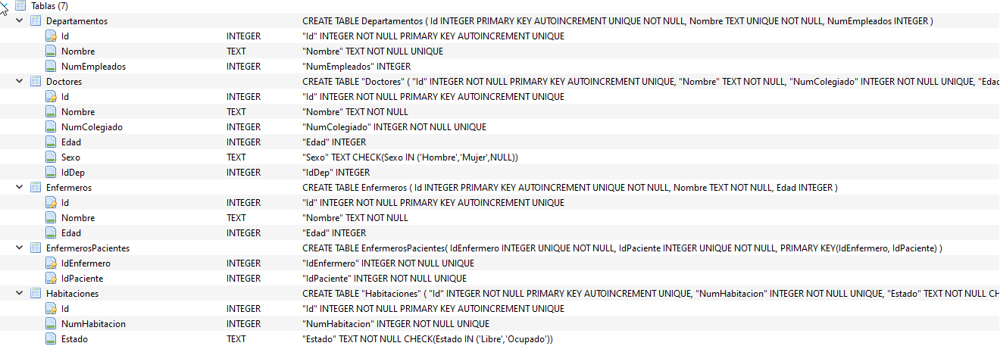 Tablas (7)
Departamentos CREATE TABLE Departamentos ( Id INTEGER PRIMARY KEY AUTOINCREMENT UNIQUE NOT NULL, Nombre TEXT UNIQUE NOT NULL, NumEmpleados INTEGER )
Id INTEGER "Id" INTEGER NOT NULL PRIMARY KEY AUTOINCREMENT UNIQUE
Nombre TEXT "Nombre" TEXT NOT NULL UNIQUE
NumEmpleados INTEGER "NumEmpleados" INTEGER
Doctores CREATE TABLE "Doctores" ( "Id" INTEGER NOT NULL PRIMARY KEY AUTOINCREMENT UNIQUE, "Nombre" TEXT NOT NULL, "NumColegiado" INTEGER NOT NULL UNIQUE, "Edad
Id INTEGER "Id" INTEGER NOT NULL PRIMARY KEY AUTOINCREMENT UNIQUE
Nombre TEXT "Nombre" TEXT NOT NULL
NumColegiado INTEGER "NumColegiado" INTEGER NOT NULL UNIQUE
Edad INTEGER "Edad" INTEGER
Sexo TEXT "Sexo" TEXT CHECK(Sexo IN ('Hombre','Mujer',NULL))
IdDep INTEGER "IdDep" INTEGER
Enfermeros CREATE TABLE Enfermeros ( Id INTEGER PRIMARY KEY AUTOINCREMENT UNIQUE NOT NULL, Nombre TEXT NOT NULL, Edad INTEGER )
Id INTEGER "Id" INTEGER NOT NULL PRIMARY KEY AUTOINCREMENT UNIQUE
Nombre TEXT "Nombre" TEXT NOT NULL
Edad INTEGER "Edad" INTEGER
EnfermerosPacientes CREATE TABLE EnfermerosPacientes( IdEnfermero INTEGER UNIQUE NOT NULL, IdPaciente INTEGER UNIQUE NOT NULL, PRIMARY KEY(IdEnfermero, IdPaciente) )
IdEnfermero INTEGER "IdEnfermero" INTEGER NOT NULL UNIQUE
IdPaciente INTEGER "IdPaciente" INTEGER NOT NULL UNIQUE
Habitaciones CREATE TABLE "Habitaciones" ( "Id" INTEGER NOT NULL PRIMARY KEY AUTOINCREMENT UNIQUE, "NumHabitacion" INTEGER NOT NULL UNIQUE, "Estado" TEXT NOT NULL CH
Id INTEGER "Id" INTEGER NOT NULL PRIMARY KEY AUTOINCREMENT UNIQUE
NumHabitacion INTEGER "NumHabitacion" INTEGER NOT NULL UNIQUE
Estado TEXT "Estado" TEXT NOT NULL CHECK(Estado IN ('Libre','Ocupado'))